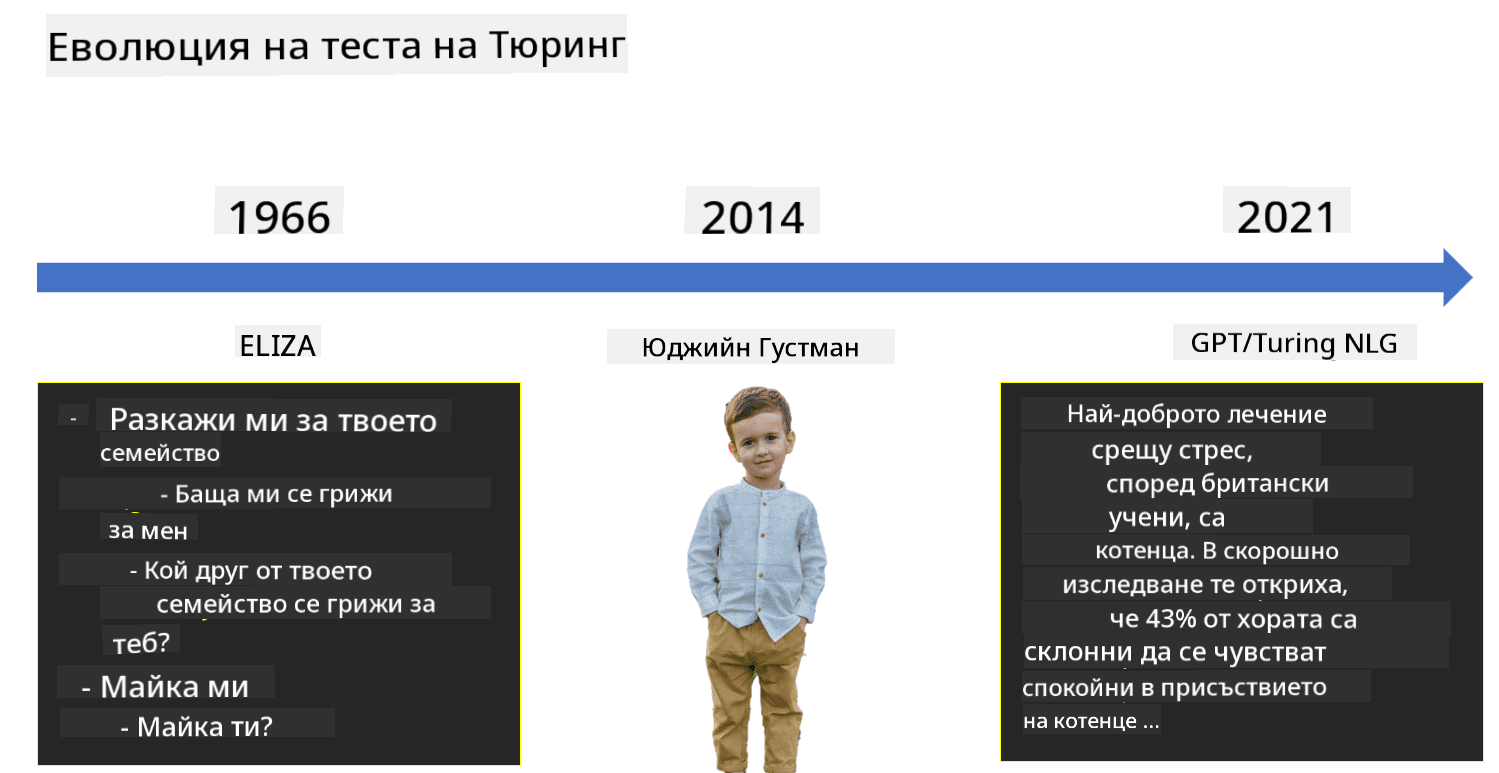 Еволюция на теста на Тюринг
1966
2014
2021
ELIZA
Юджийн Густман
GPT/Turing NLG
- Разкажи ми за твоето
семейство
- Баща ми се грижи
за мен
- Кой друг от твоето
семейство се грижи за
теб?
- Майка ми
- Майка ти?
Най-доброто лечение
срещу стрес,
според британски
учени, са
котенца. В скорошно
изследване те откриха,
че 43% от хората са
склонни да се чувстват
спокойни в присъствието
на котенце ...